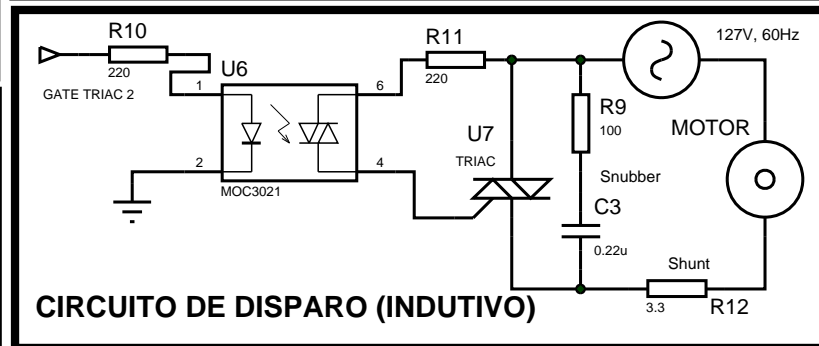 R10
220
GATE TRIAC 2
U6
1
2
6
4
MOC3021
R11
220
U7
TRIAC
127V, 60Hz
R9
100
MOTOR
Snubber
C3
0.22u
Shunt
3.3
R12
CIRCUITO DE DISPARO (INDUTIVO)